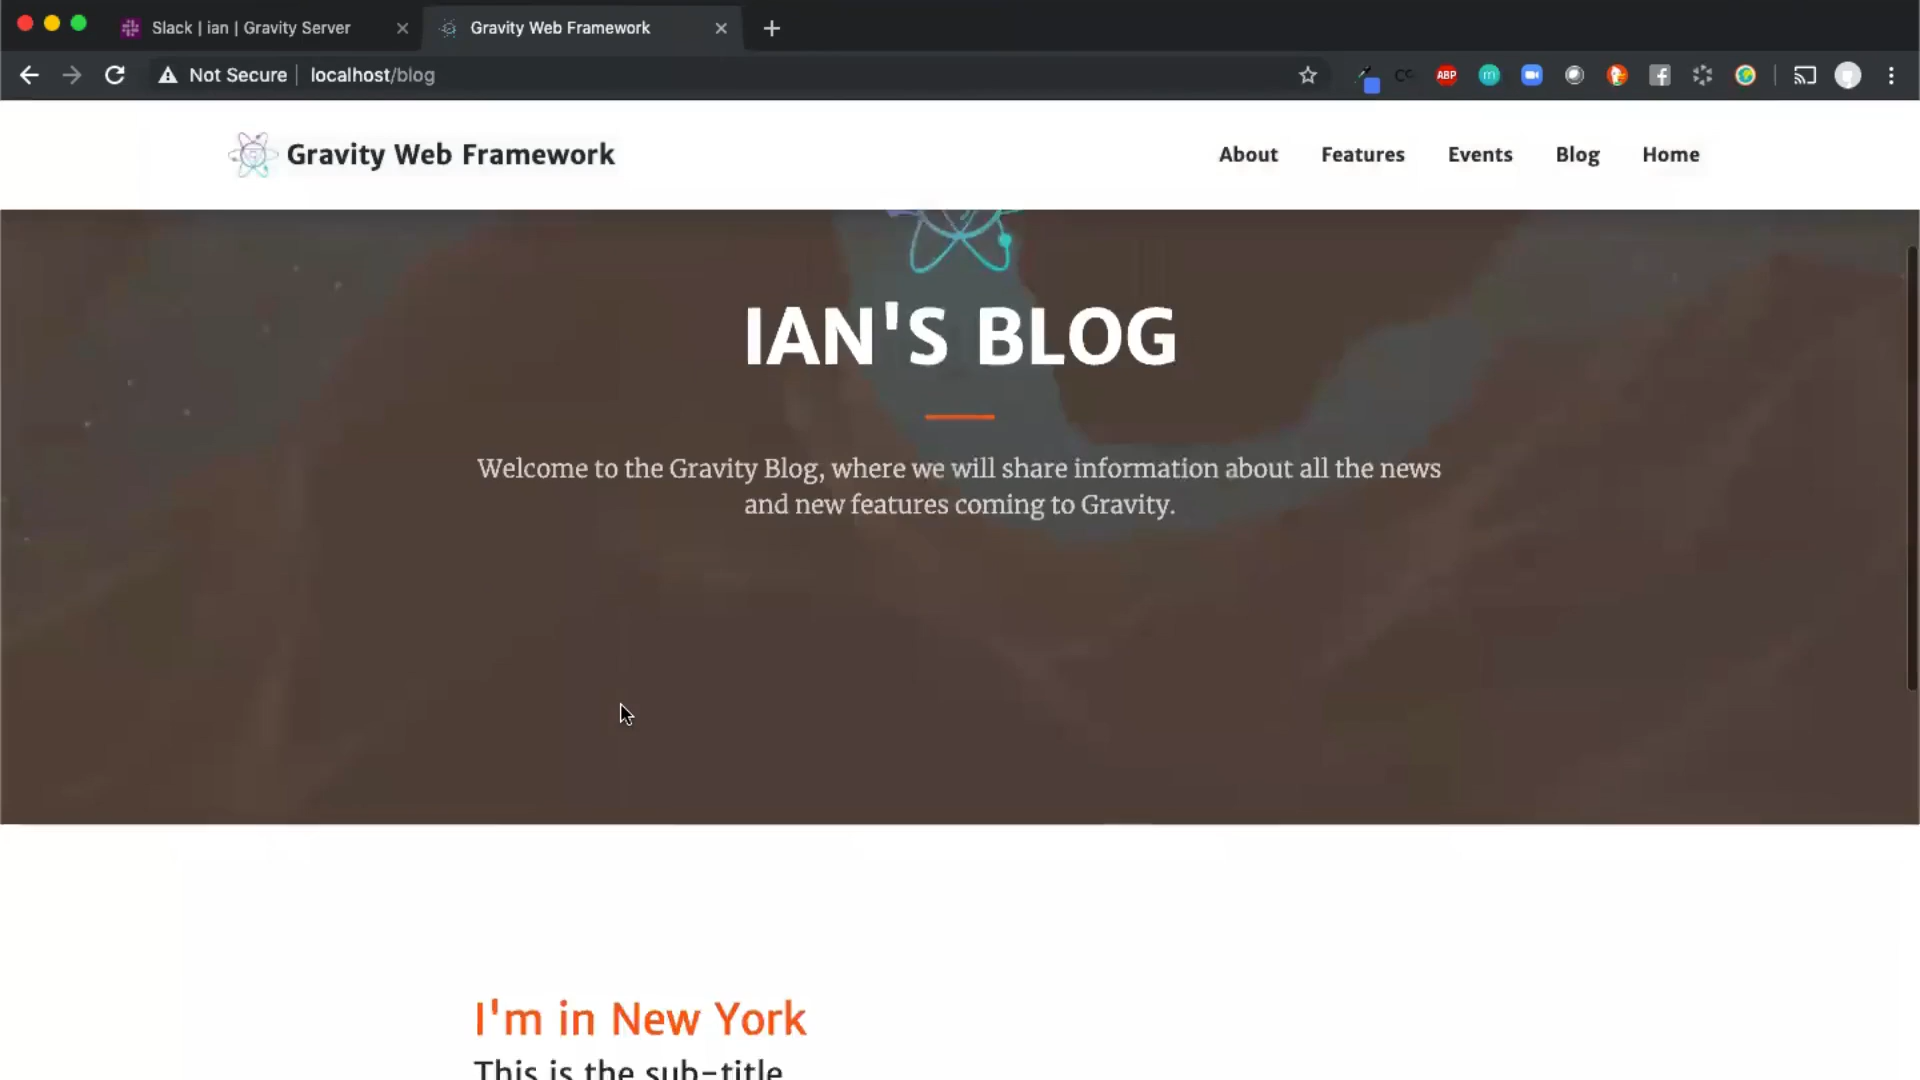 Slack | ian | Gravity Server
Gravity Web Framework
Not Secure | localhost/blog
ABP
Gravity Web Framework
About Features Events Blog Home
IAN'S BLOG
Welcome to the Gravity Blog, where we will share information about all the news
and new features coming to Gravity.
I'm in New York
This is the sub-title